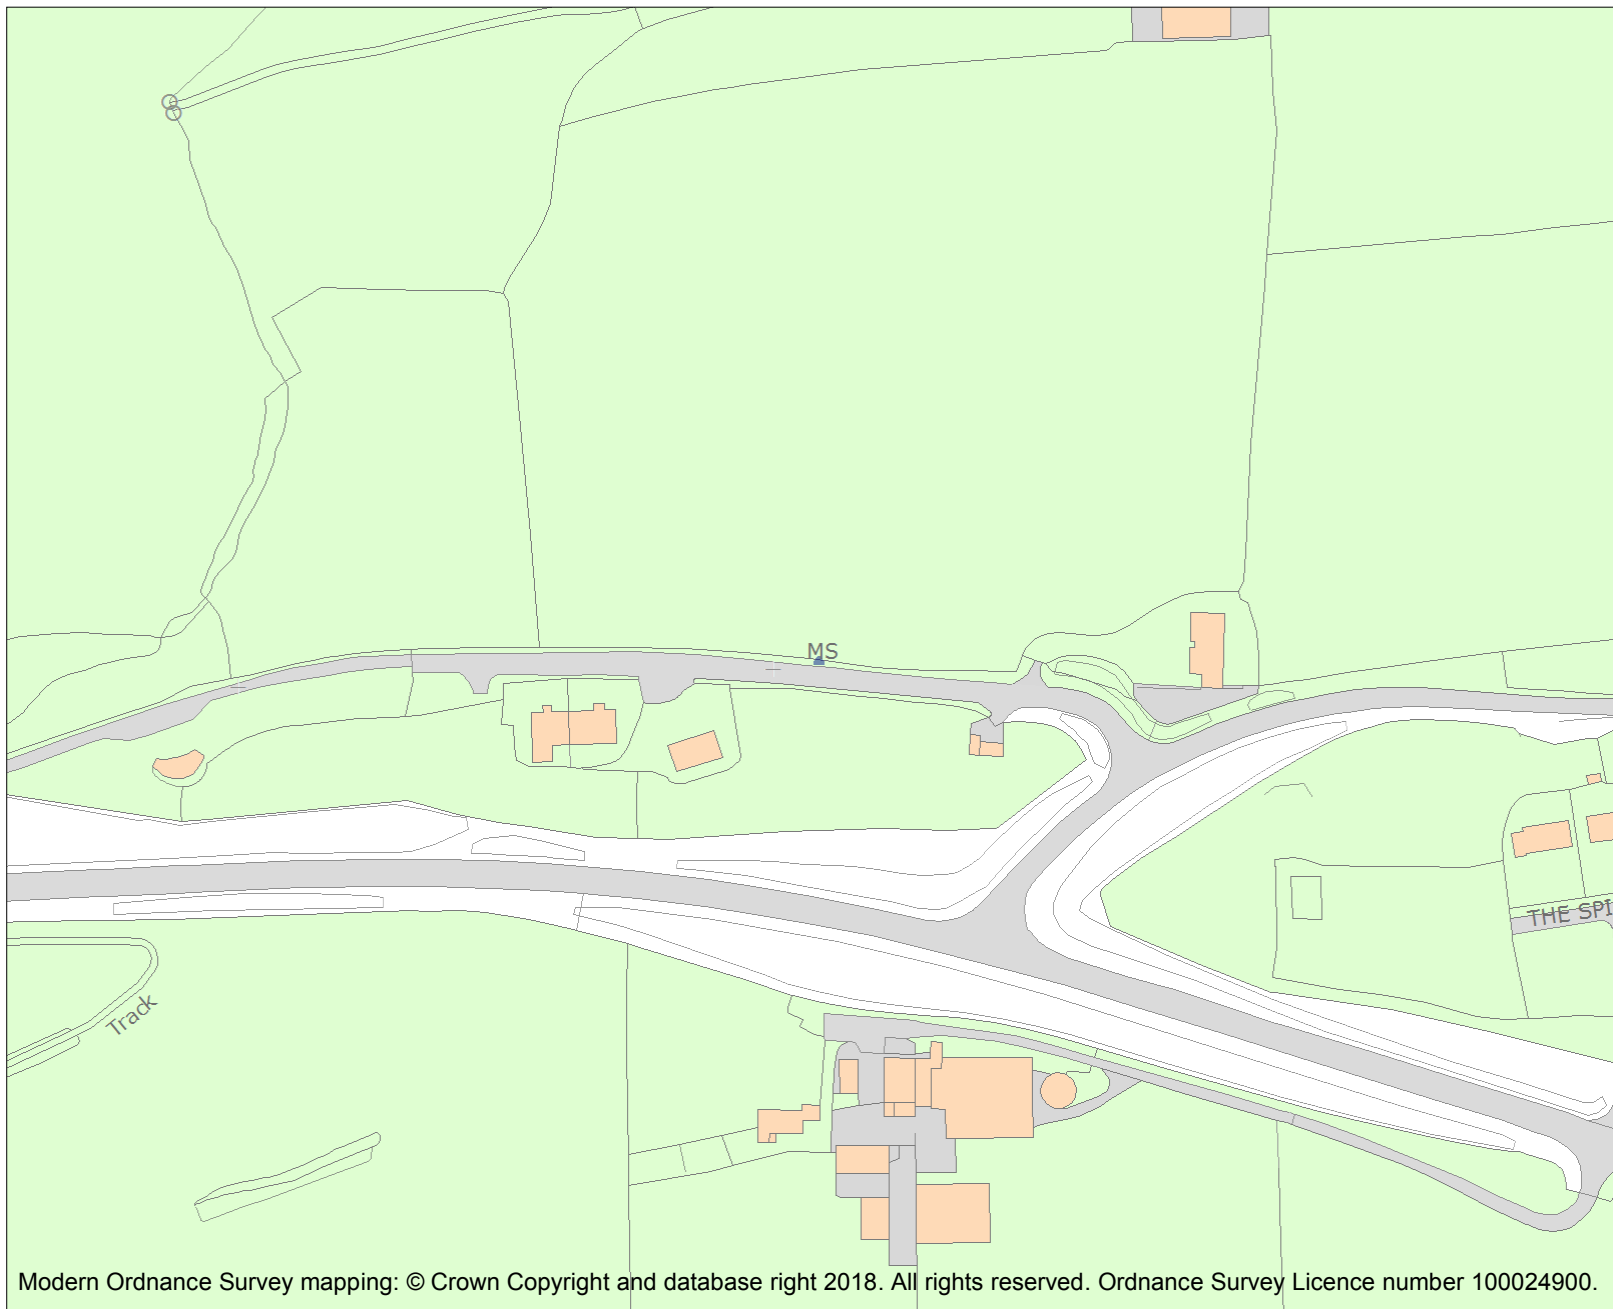 MS
THE SPI
Track
Modern Ordnance Survey mapping: © Crown Copyright and database right 2018. All rights reserved. Ordnance Survey Licence number 100024900.